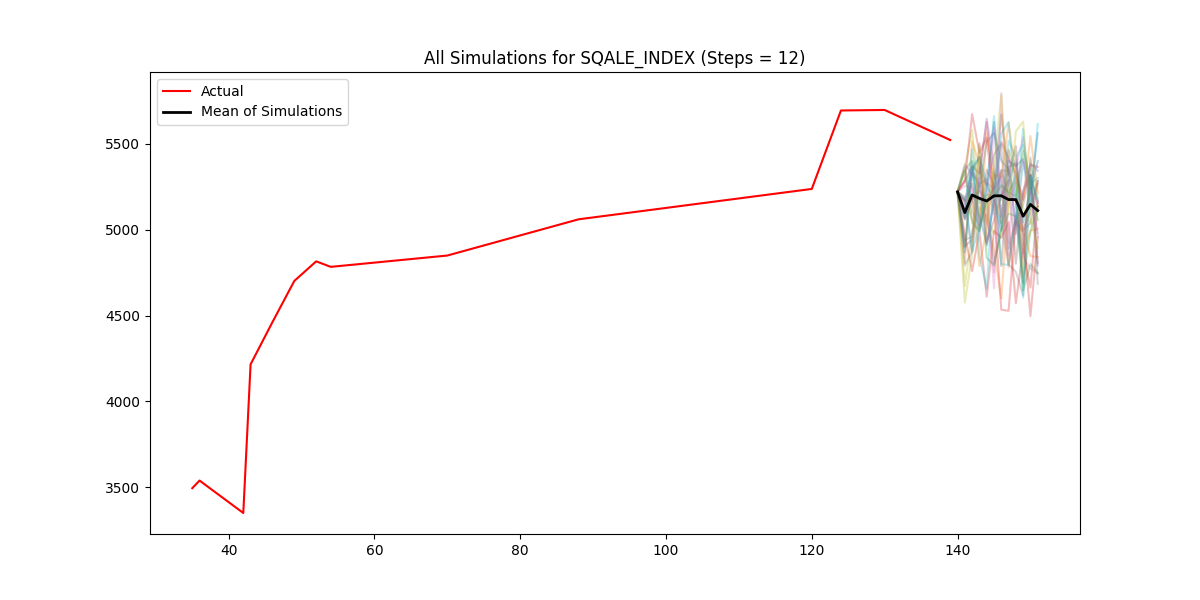 All Simulations for SQALE_INDEX (Steps = 12)
Actual
Mean of Simulations
5500
5000
4500
4000
3500
40 60 80 100 120 140